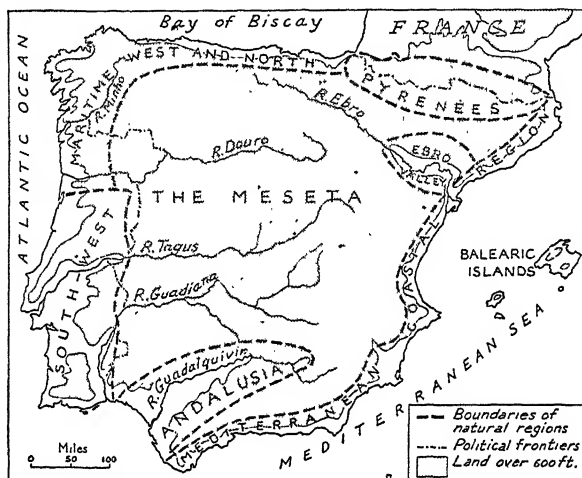 Bay of Biscay
FRANCE
ATLANTIC OCEAN
MARITIME WEST AND NORTH
R. Minho
PYRENEES
R. Ebro
R. Douro
EBRO
VALLEY
MEDITERRANEAN COASTAL REGION
THE MESETA
SOUTH-WEST
R. Tagus
BALEARIC
ISLANDS
R. Guadiana
R. Guadalquivir
ANDALUSIA
MEDITERRANEAN SEA
Miles
0 50 100
Boundaries of
natural regions
Political frontiers
Land over 600ft.